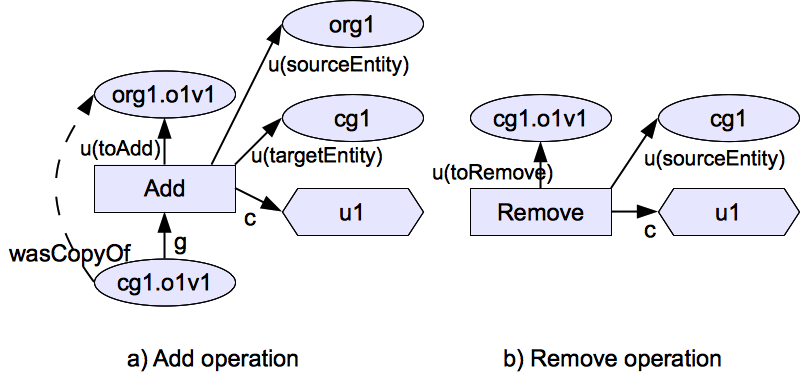 org1
u(sourceEntity)
org1.o1v1
cg1
u(toAdd)
u(targetEntity)
Add
c
u1
wasCopyOf
g
cg1.o1v1
a) Add operation
cg1.o1v1
cg1
u(toRemove)
u(sourceEntity)
Remove
c
u1
b) Remove operation